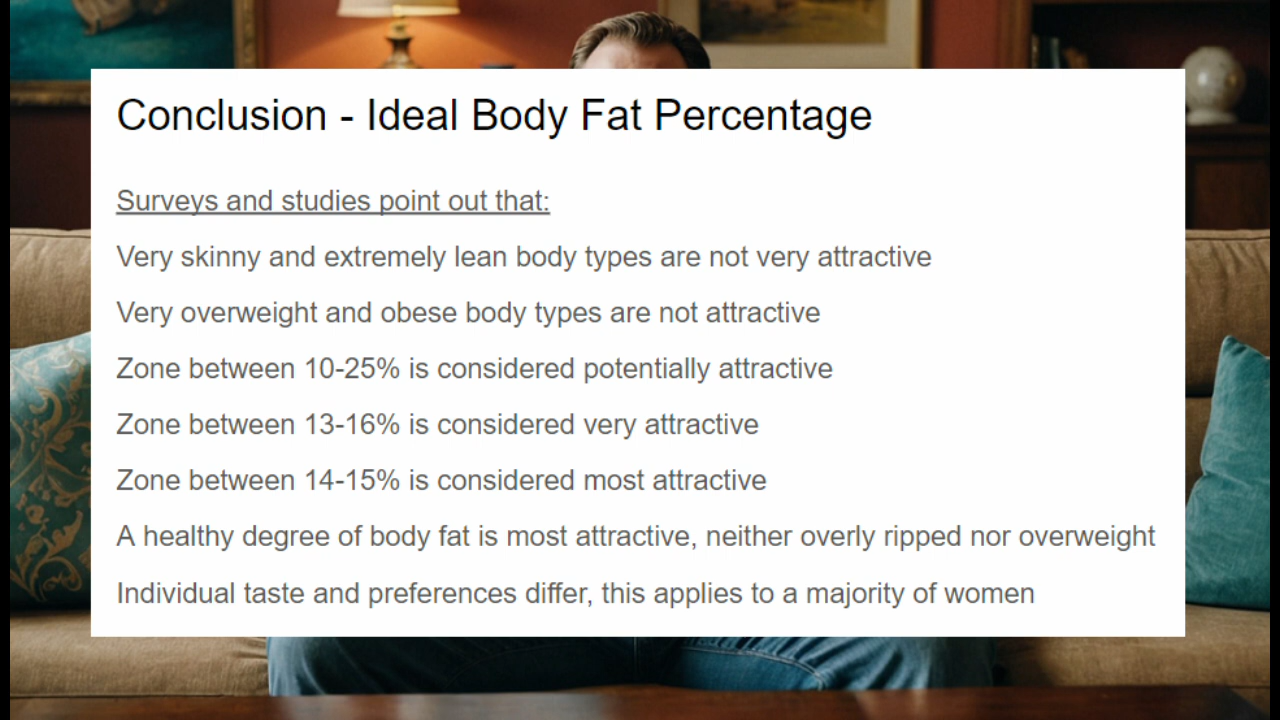 Conclusion - Ideal Body Fat Percentage
Surveys and studies point out that:
Very skinny and extremely lean body types are not very attractive
Very overweight and obese body types are not attractive
Zone between 10-25% is considered potentially attractive
Zone between 13-16% is considered very attractive
Zone between 14-15% is considered most attractive
A healthy degree of body fat is most attractive, neither overly ripped nor overweight
Individual taste and preferences differ, this applies to a majority of women